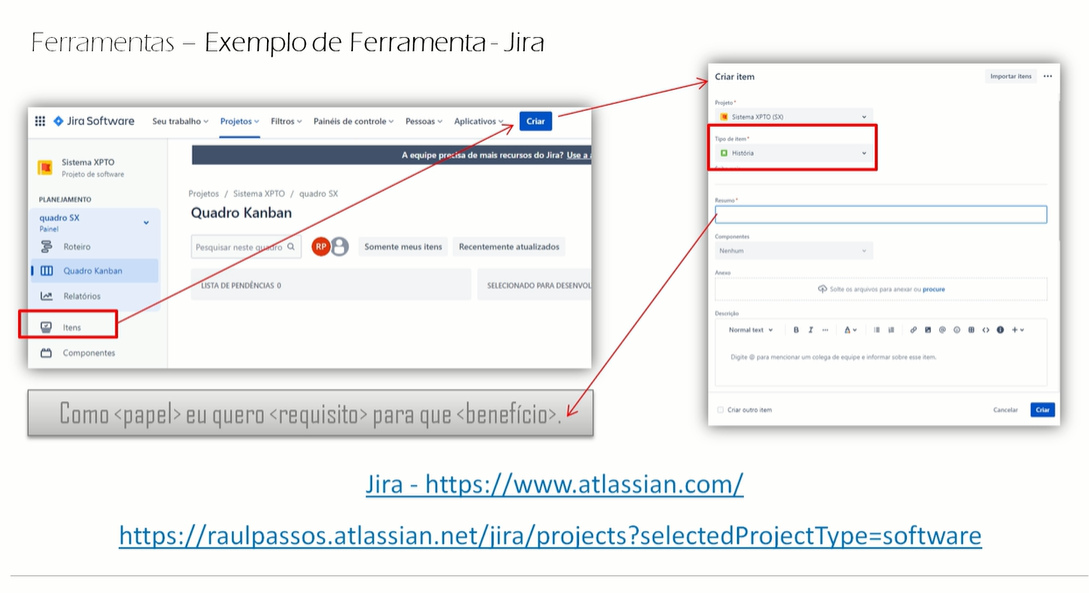 Ferramentas – Exemplo de Ferramenta - Jira
Jira Software
Seu trabalho
Projetos
Filtros
Painéis de controle
Pessoas
Aplicativos
Criar
Sistema XPTO
Projeto de software
A equipe precisa de mais recursos do Jira? Use a
PLANEJAMENTO
quadro SX
Painel
Roteiro
Quadro Kanban
Relatórios
Itens
Componentes
Projetos / Sistema XPTO / quadro SX
Quadro Kanban
Pesquisar neste quadro
RP
Somente meus itens
Recentemente atualizados
LISTA DE PENDÊNCIAS 0
SELECIONADO PARA DESENVOL
Criar item
Importar itens
Projeto *
Sistema XPTO (SX)
Tipo de item *
História
Resumo *
Componentes
Nenhum
Anexo
Solte os arquivos para anexar ou procure
Descrição
Normal text
B I ... A
Digite @ para mencionar um colega de equipe e informar sobre esse item.
Criar outro item
Cancelar
Criar
Como <papel> eu quero <requisito> para que <benefício>.
Jira - https://www.atlassian.com/
https://raulpassos.atlassian.net/jira/projects?selectedProjectType=software